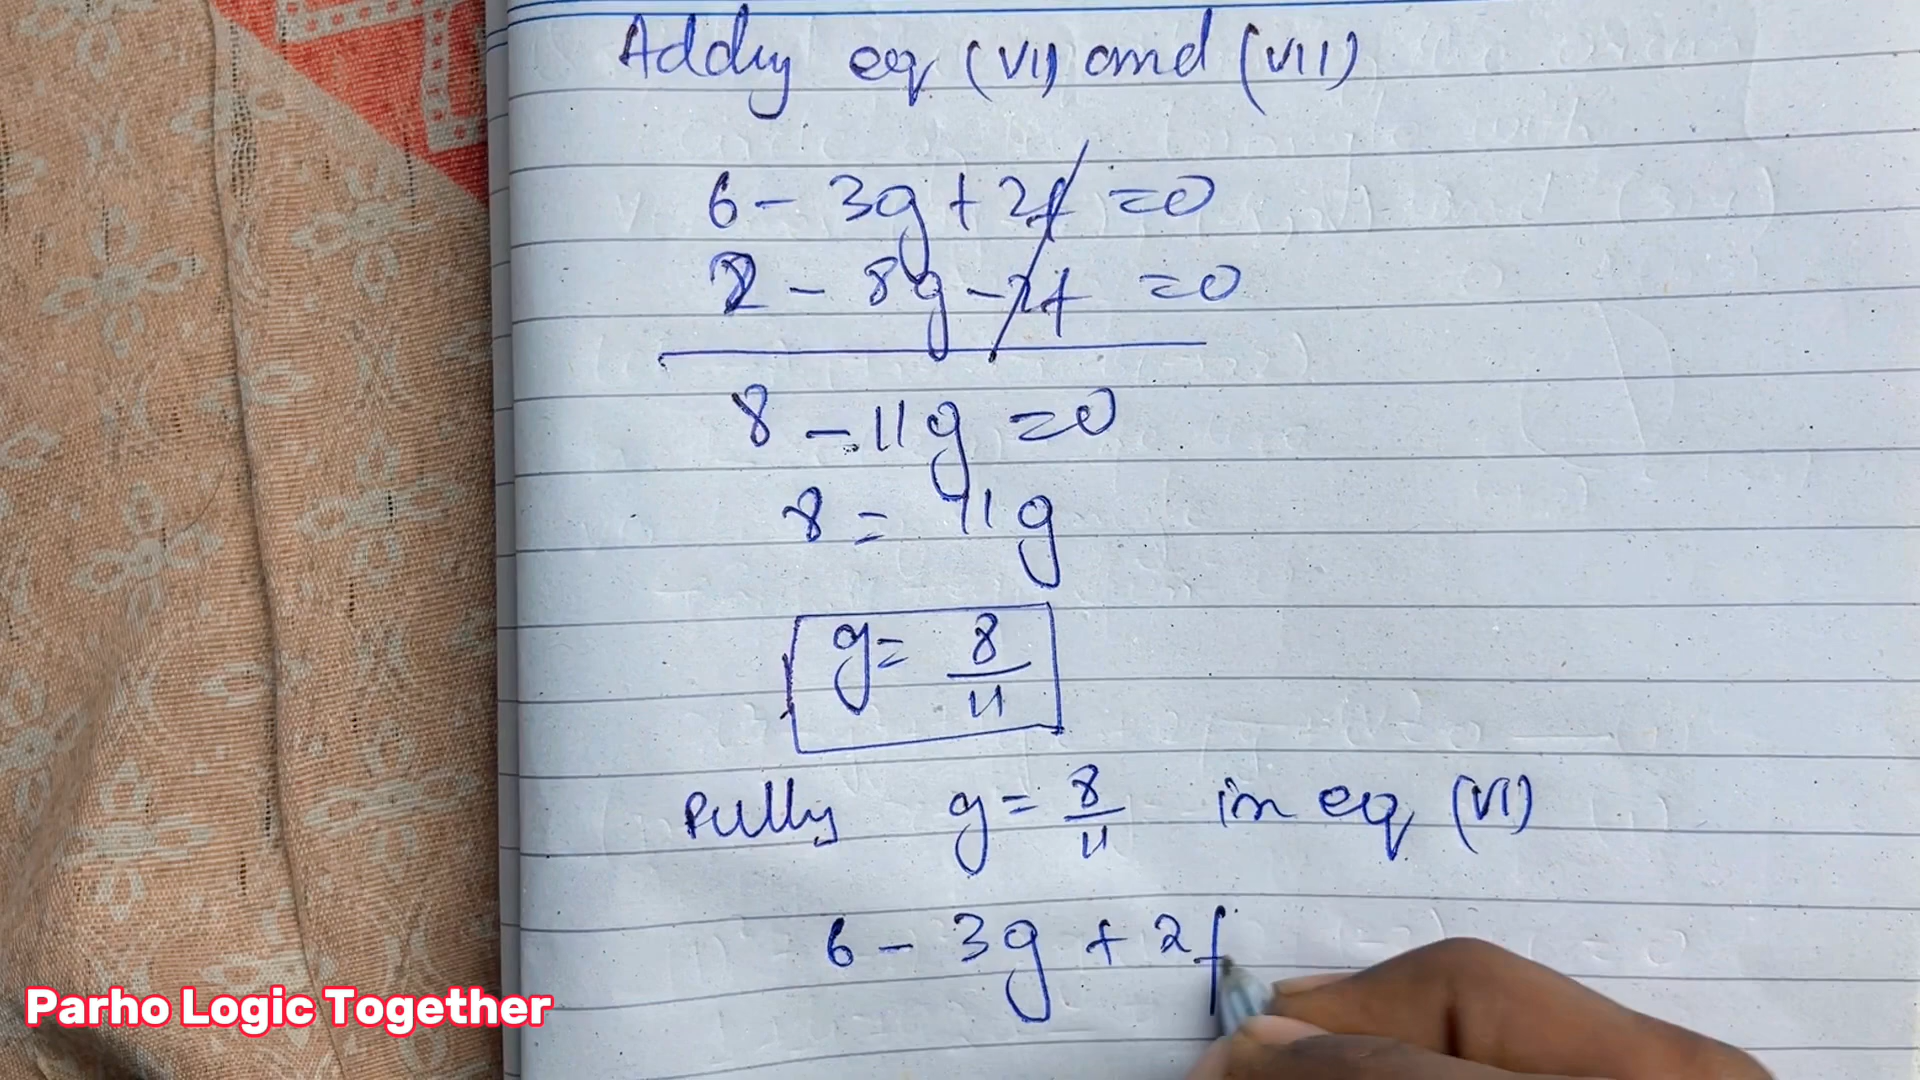 Adding eq (VI) and (VII)
6 - 3g + 2f = 0
2 - 8g - 2f = 0
8 - 11g = 0
8 = 11g
g = 8/11
Putting g = 8/11 in eq (VI)
6 - 3g + 2f
Parho Logic Together